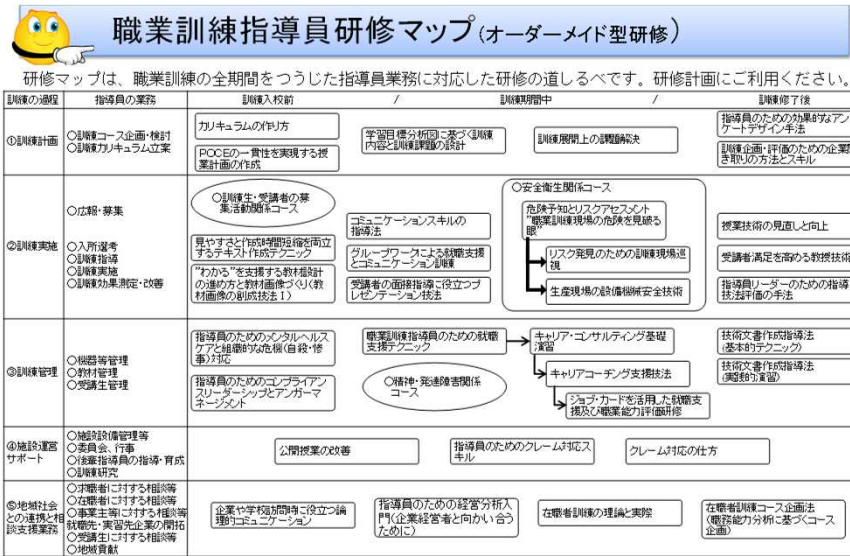 職業訓練指導員研修マップ(オーダーメイド型研修)
研修マップは、職業訓練の全期間をつうじた指導員業務に対応した研修の道しるべです。研修計画にご利用ください。
訓練の過程
指導員の業務
訓練入校前 / 訓練期間中 / 訓練修了後
①訓練計画
○訓練コース企画・検討
○訓練カリキュラム立案
カリキュラムの作り方
POCEの一貫性を実現する授
業計画の作成
学習目標分析図に基づく訓練
内容と訓練課題の設計
訓練展開上の課題解決
指導員のための効果的なアン
ケートデザイン手法
訓練企画・評価のための企業聞
き取りの方法とスキル
②訓練実施
○広報・募集
○入所選考
○訓練指導
○訓練実施
○訓練効果測定・改善
○訓練生・受講者の募
集活動関係コース
見やすさと作成時間短縮を両立
するテキスト作成テクニック
"わかる"を支援する教材設計
の進め方と教材画像づくり(教
材画像の創成技法Ⅰ)
コミュニケーションスキルの
指導法
グループワークによる就職支援
とコミュニケーション訓練
受講者の面接指導に役立つプ
レゼンテーション技法
○安全衛生関係コース
危険予知とリスクアセスメント
"職業訓練現場の危険を見破る
眼"
リスク発見のための訓練現場巡
視
生産現場の設備機械安全技術
授業技術の見直しと向上
受講者満足を高める教授技術
指導員リーダーのための指導
技法評価の手法
③訓練管理
○機器等管理
○教材管理
○受講生管理
指導員のためのメンタルヘルス
ケアと組織的な危機(自殺・惨
事)対応
指導員のためのコンプライアン
スリーダーシップとアンガーマ
ネージメント
職業訓練指導員のための就職
支援テクニック
○精神・発達障害関係
コース
キャリア・コンサルティング基礎
演習
キャリアコーチング支援技法
ジョブ・カードを活用した就職支
援及び職業能力評価研修
技術文書作成指導法
(基本的テクニック)
技術文書作成指導法
(実践的演習)
④施設運営
サポート
○施設設備管理等
○委員会、行事
○後輩指導員の指導・育成
○訓練研究
公開授業の改善
指導員のためのクレーム対応ス
キル
クレーム対応の仕方
⑤地域社会
との連携と相
談支援業務
○求職者に対する相談等
○在職者に対する相談等
○事業主等に対する相談等
就職先・実習先企業の開拓
○受講生に対する相談等
○地域貢献
企業や学校訪問時に役立つ論
理的コミュニケーション
指導員のための経営分析入
門(企業経営者と向かい合う
ために)
在職者訓練の理論と実際
在職者訓練コース企画法
(職務能力分析に基づくコース
企画)